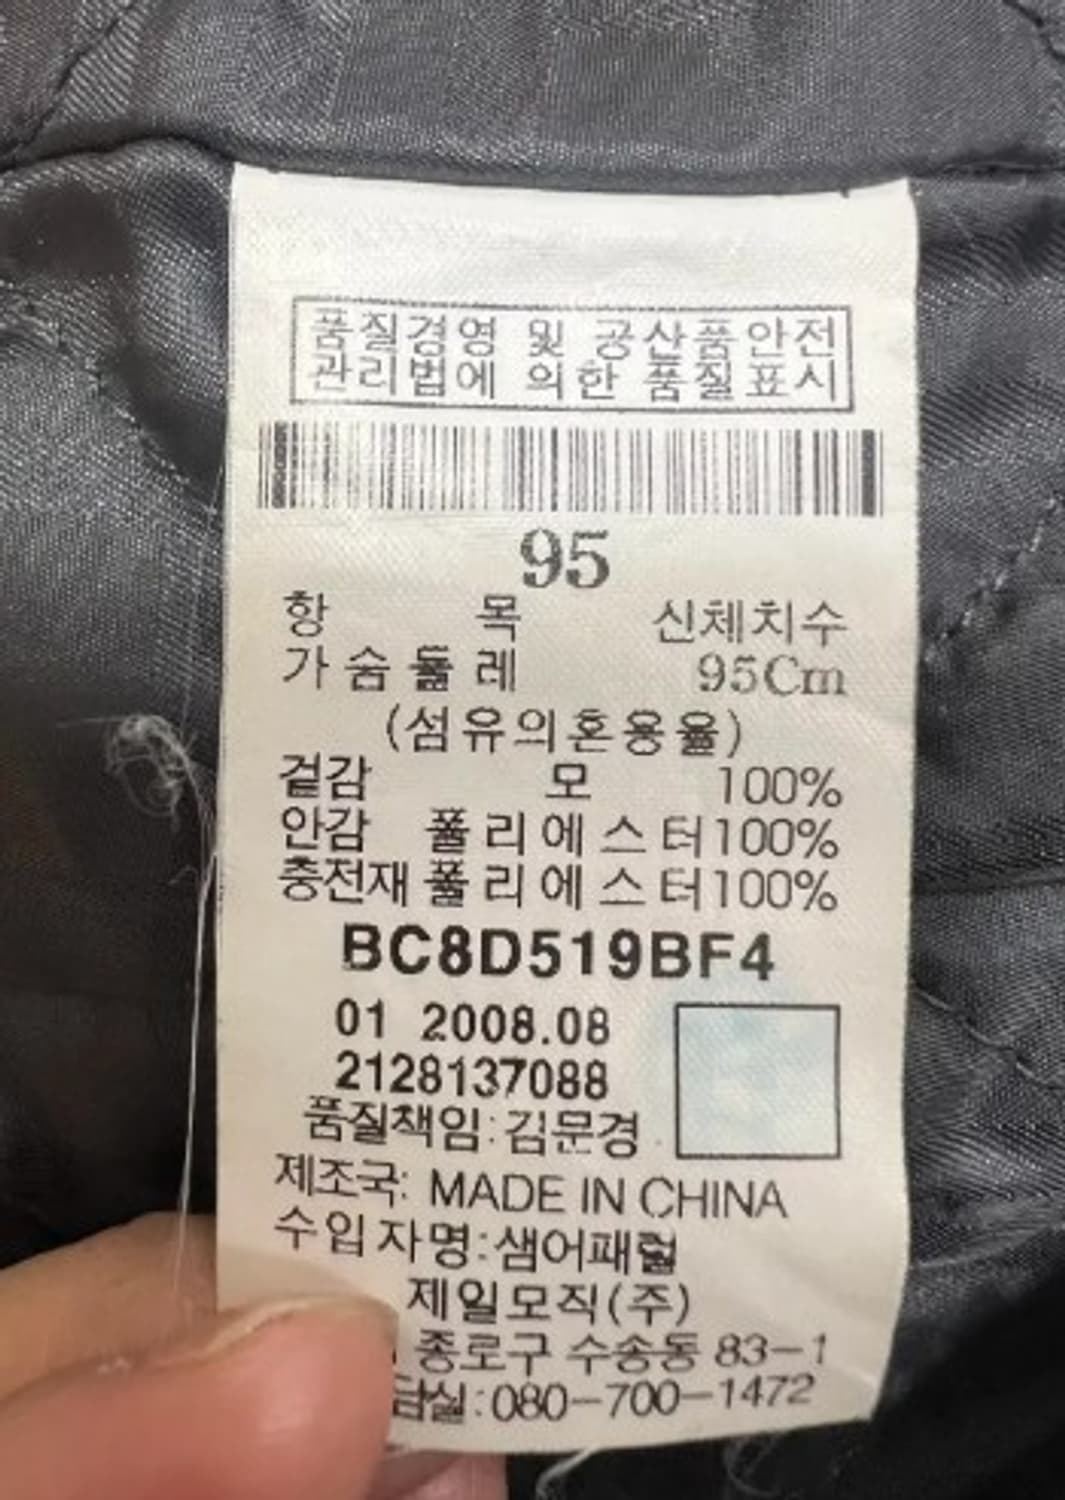 품질경영 및 공산품안전
관리법에 의한 품질표시
95
항 목 신체치수
가슴둘레 95Cm
(섬유의혼용율)
겉감 모 100%
안감 폴리에스터100%
충전재 폴리에스터100%
BC8D519BF4
01 2008.08
2128137088
품질책임:김문경
제조국: MADE IN CHINA
수입자명:샘어패럴
제일모직(주)
종로구 수송동 83-1
담실:080-700-1472